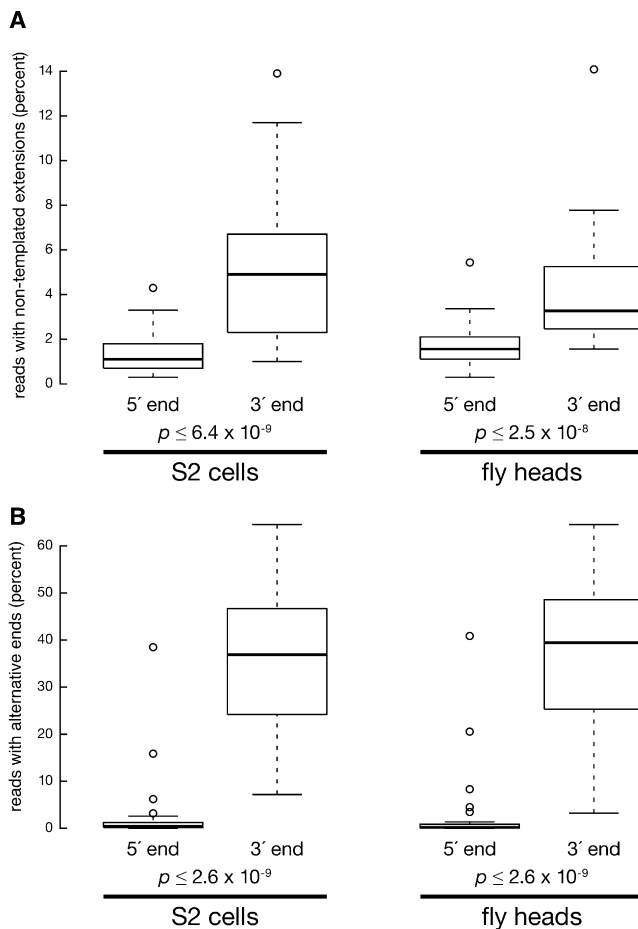 A
reads with non-templated extensions (percent)
14
12
10
8
6
4
2
0
5´ end 3´ end 5´ end 3´ end
p ≤ 6.4 x 10⁻⁹ p ≤ 2.5 x 10⁻⁸
S2 cells fly heads
B
reads with alternative ends (percent)
60
50
40
30
20
10
0
5´ end 3´ end 5´ end 3´ end
p ≤ 2.6 x 10⁻⁹ p ≤ 2.6 x 10⁻⁹
S2 cells fly heads